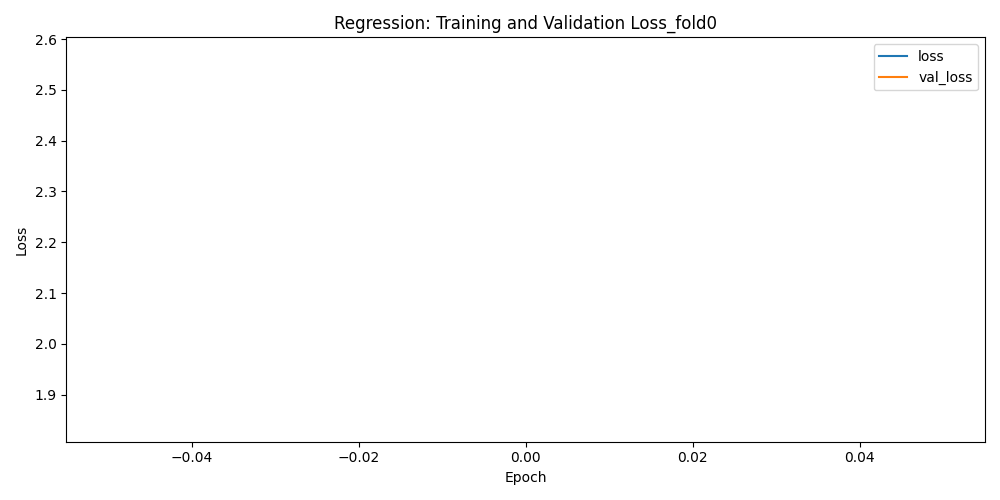 Regression: Training and Validation Loss_fold0
loss
val_loss
2.6
2.5
2.4
2.3
2.2
2.1
2.0
1.9
Loss
−0.04
−0.02
0.00
0.02
0.04
Epoch